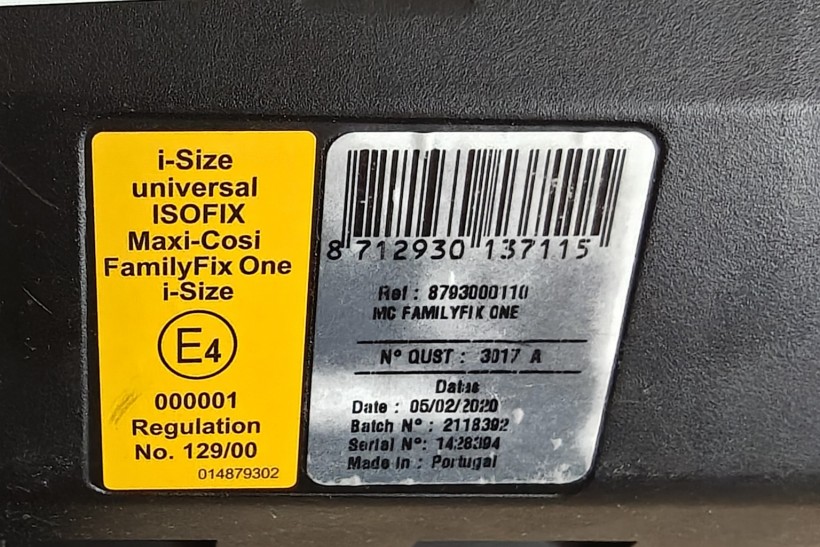 i-Size
universal
ISOFIX
Maxi-Cosi
FamilyFix One
i-Size
E4
000001
Regulation
No. 129/00
014879302
8 712930 137115
Ref : 8793000110
MC FAMILYFIX ONE
N° QUST : 3017 A
Datas
Date : 05/02/2020
Batch N° : 2118392
Serial N°: 1428394
Made in : Portugal